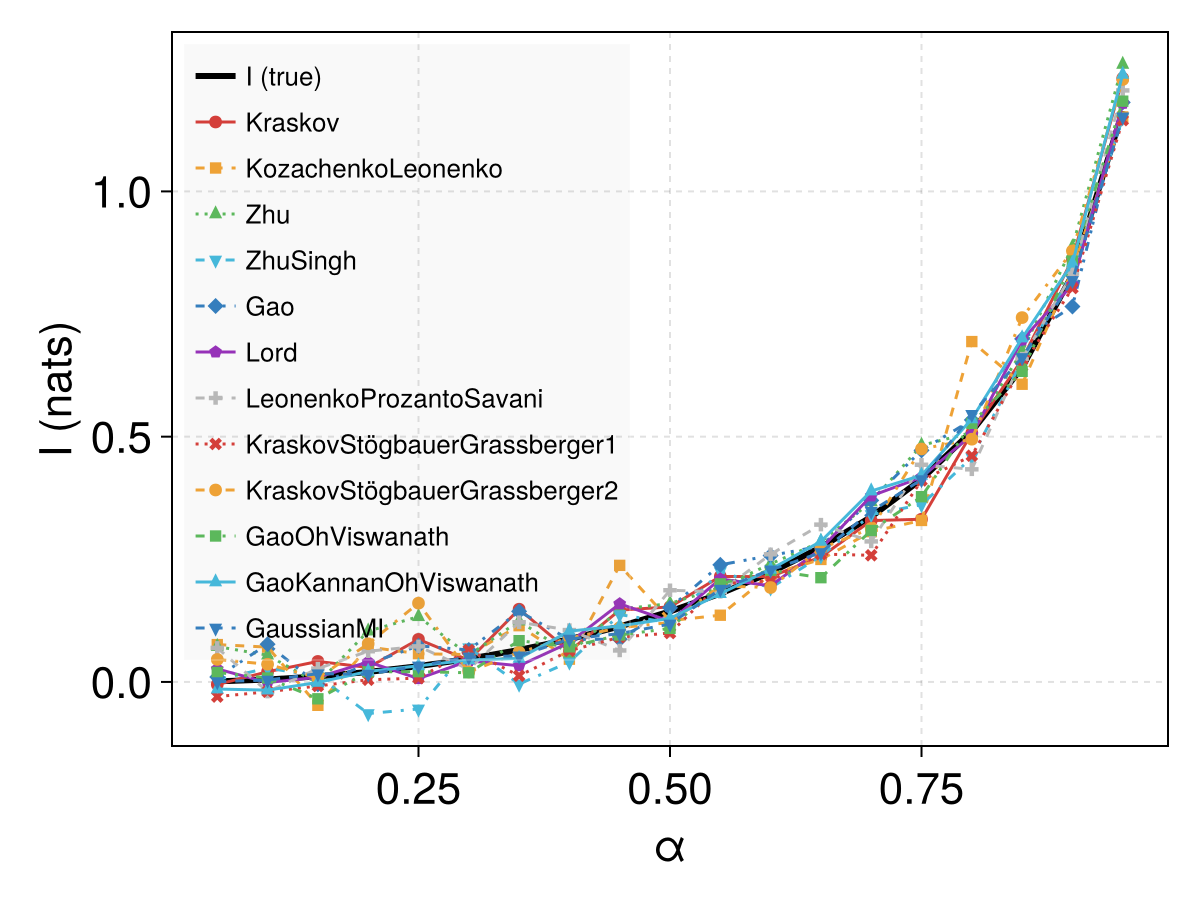 I (true)
Kraskov
KozachenkoLeonenko
Zhu
ZhuSingh
Gao
Lord
LeonenkoProzantoSavani
KraskovStögbauerGrassberger1
KraskovStögbauerGrassberger2
GaoOhViswanath
GaoKannanOhViswanath
GaussianMI
1.0
0.5
0.0
I (nats)
0.25 0.50 0.75
α